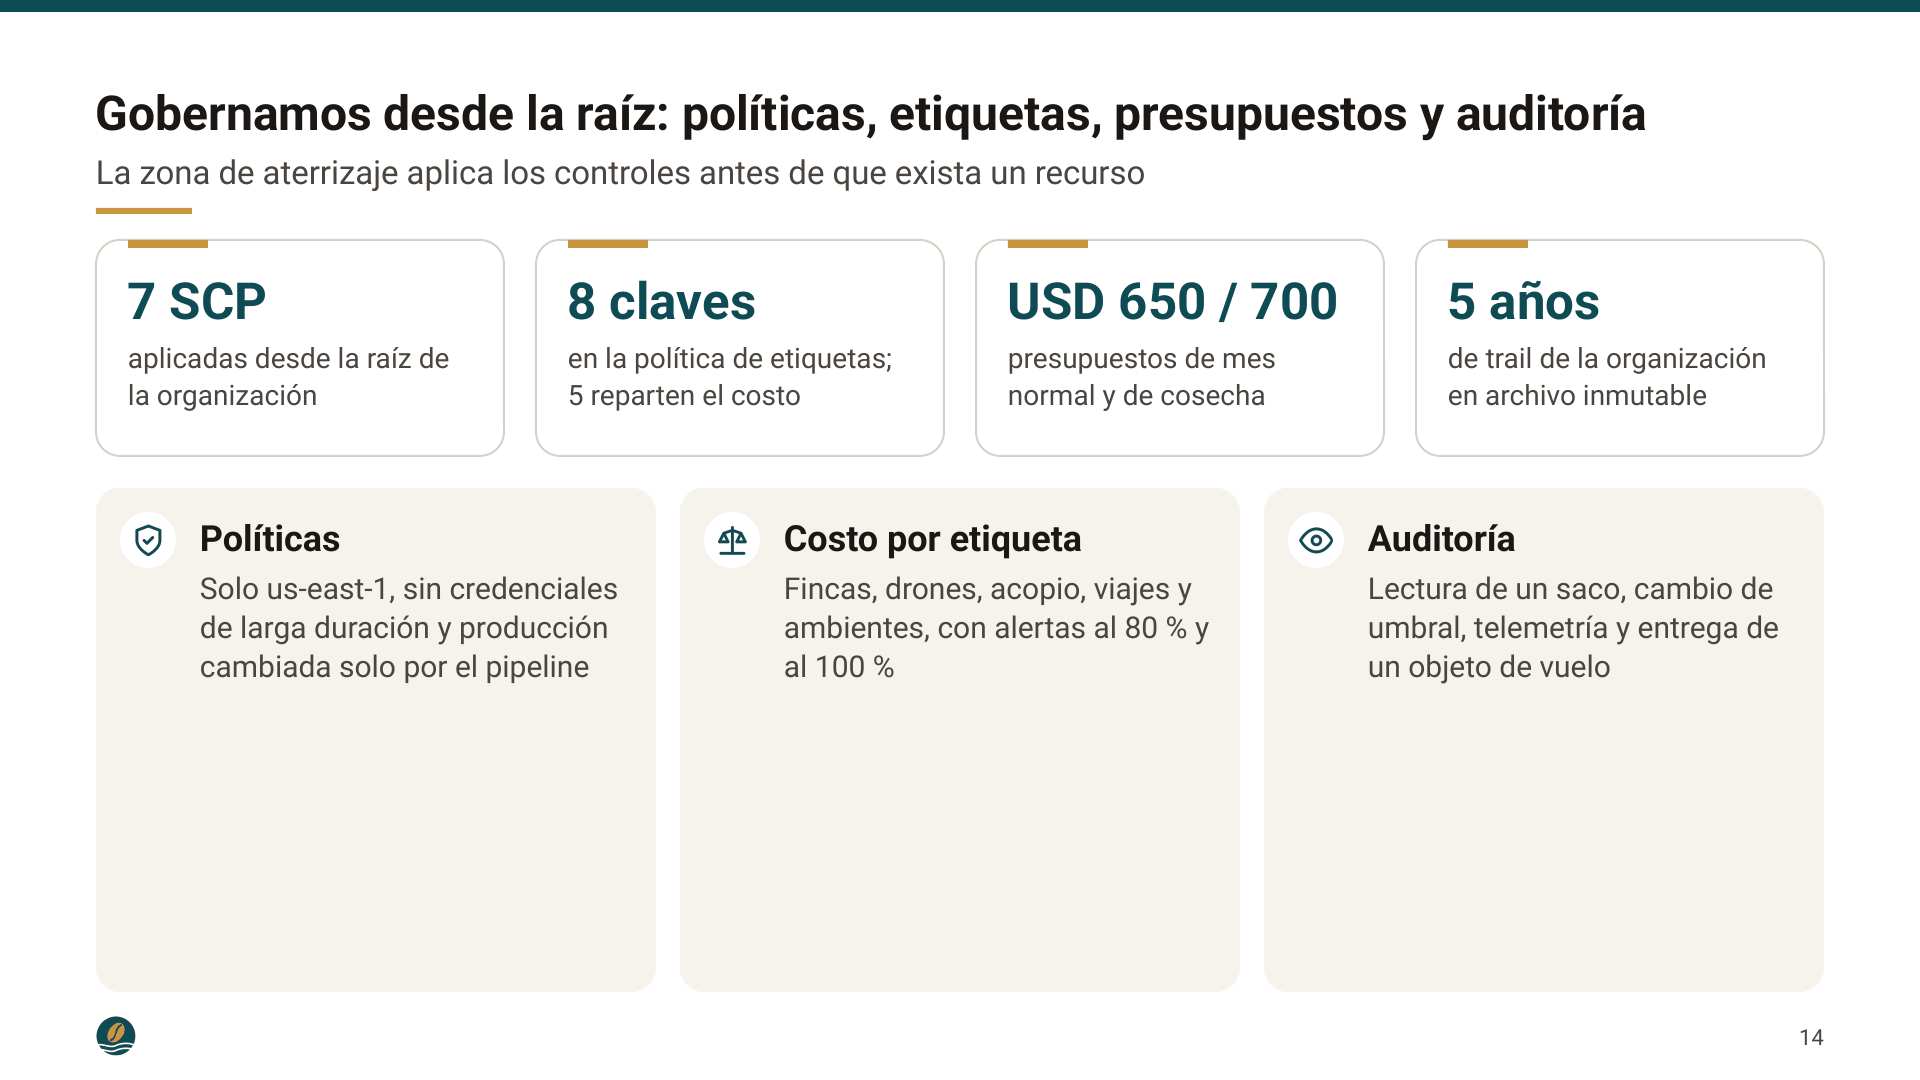 Gobernamos desde la raíz: políticas, etiquetas, presupuestos y auditoría
La zona de aterrizaje aplica los controles antes de que exista un recurso
7 SCP
aplicadas desde la raíz de
la organización
8 claves
en la política de etiquetas;
5 reparten el costo
USD 650 / 700
presupuestos de mes
normal y de cosecha
5 años
de trail de la organización
en archivo inmutable
Políticas
Solo us-east-1, sin credenciales
de larga duración y producción
cambiada solo por el pipeline
Costo por etiqueta
Fincas, drones, acopio, viajes y
ambientes, con alertas al 80 % y
al 100 %
Auditoría
Lectura de un saco, cambio de
umbral, telemetría y entrega de
un objeto de vuelo
14